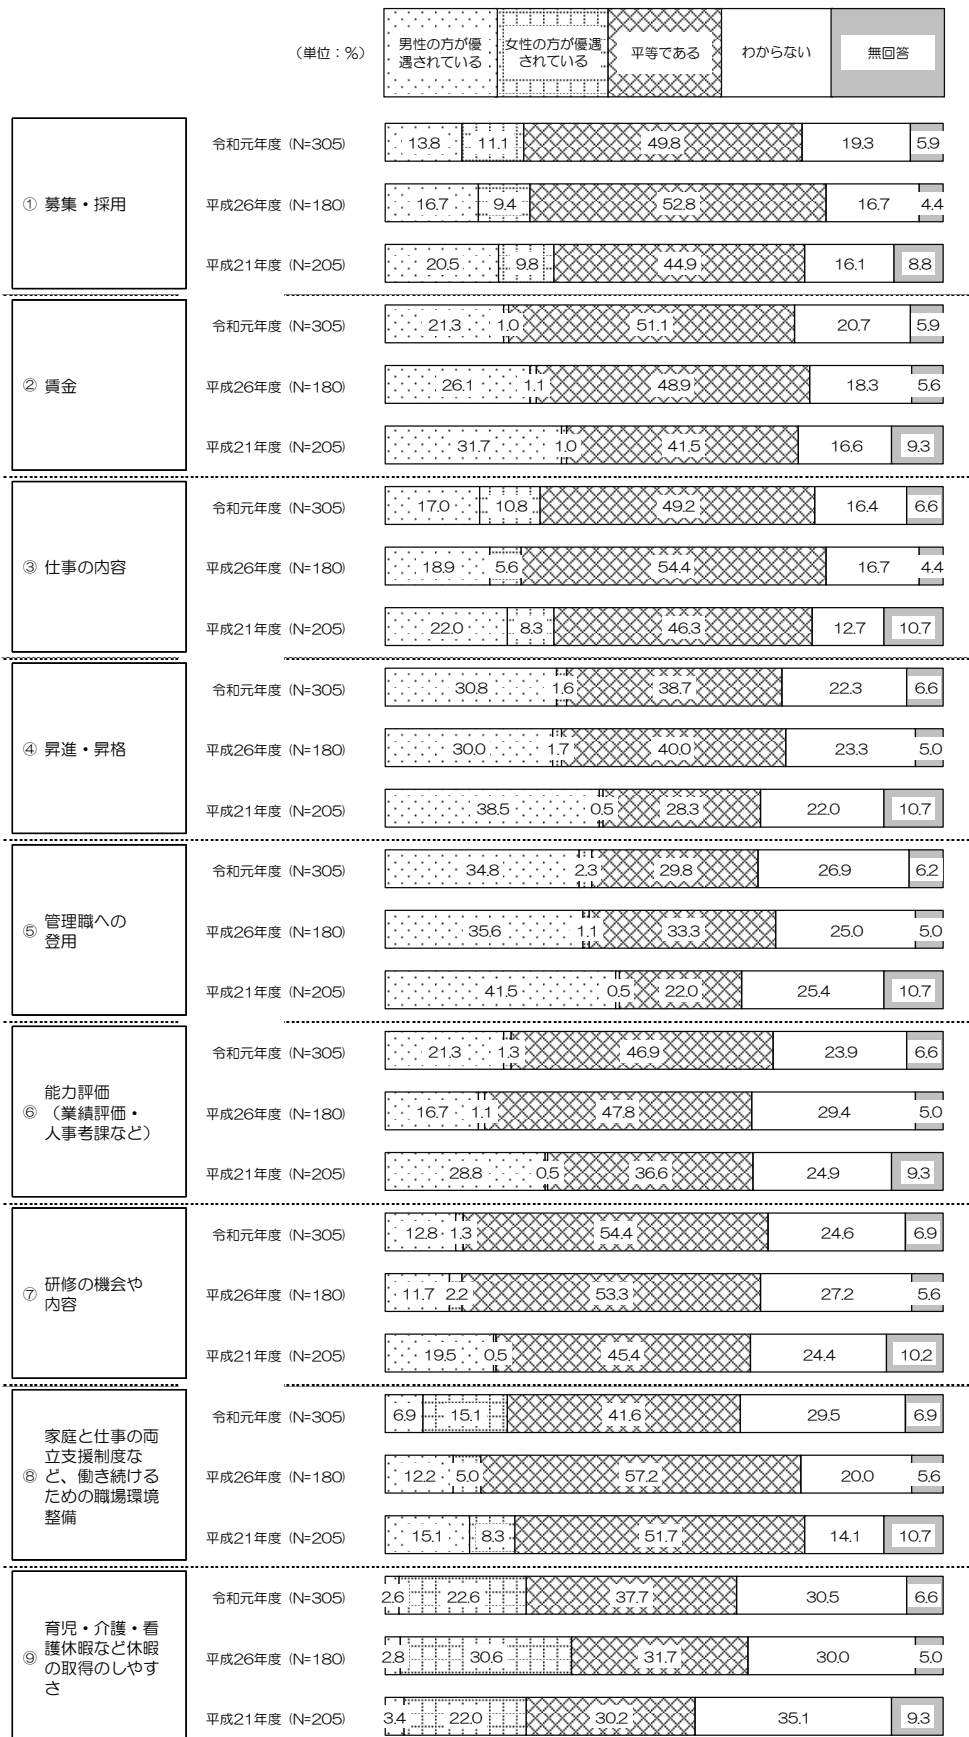 （単位：％）
男性の方が優
遇されている
女性の方が優遇
されている
平等である
わからない
無回答
① 募集・採用
令和元年度 (N=305)
13.8 11.1 49.8 19.3 5.9
平成26年度 (N=180)
16.7 9.4 52.8 16.7 4.4
平成21年度 (N=205)
20.5 9.8 44.9 16.1 8.8
② 賃金
令和元年度 (N=305)
21.3 1.0 51.1 20.7 5.9
平成26年度 (N=180)
26.1 1.1 48.9 18.3 5.6
平成21年度 (N=205)
31.7 1.0 41.5 16.6 9.3
③ 仕事の内容
令和元年度 (N=305)
17.0 10.8 49.2 16.4 6.6
平成26年度 (N=180)
18.9 5.6 54.4 16.7 4.4
平成21年度 (N=205)
22.0 8.3 46.3 12.7 10.7
④ 昇進・昇格
令和元年度 (N=305)
30.8 1.6 38.7 22.3 6.6
平成26年度 (N=180)
30.0 1.7 40.0 23.3 5.0
平成21年度 (N=205)
38.5 0.5 28.3 22.0 10.7
⑤ 管理職への
登用
令和元年度 (N=305)
34.8 2.3 29.8 26.9 6.2
平成26年度 (N=180)
35.6 1.1 33.3 25.0 5.0
平成21年度 (N=205)
41.5 0.5 22.0 25.4 10.7
能力評価
⑥ （業績評価・
人事考課など）
令和元年度 (N=305)
21.3 1.3 46.9 23.9 6.6
平成26年度 (N=180)
16.7 1.1 47.8 29.4 5.0
平成21年度 (N=205)
28.8 0.5 36.6 24.9 9.3
⑦ 研修の機会や
内容
令和元年度 (N=305)
12.8 1.3 54.4 24.6 6.9
平成26年度 (N=180)
11.7 2.2 53.3 27.2 5.6
平成21年度 (N=205)
19.5 0.5 45.4 24.4 10.2
家庭と仕事の両
立支援制度な
⑧ ど、働き続ける
ための職場環境
整備
令和元年度 (N=305)
6.9 15.1 41.6 29.5 6.9
平成26年度 (N=180)
12.2 5.0 57.2 20.0 5.6
平成21年度 (N=205)
15.1 8.3 51.7 14.1 10.7
育児・介護・看
⑨ 護休暇など休暇
の取得のしやす
さ
令和元年度 (N=305)
2.6 22.6 37.7 30.5 6.6
平成26年度 (N=180)
2.8 30.6 31.7 30.0 5.0
平成21年度 (N=205)
3.4 22.0 30.2 35.1 9.3